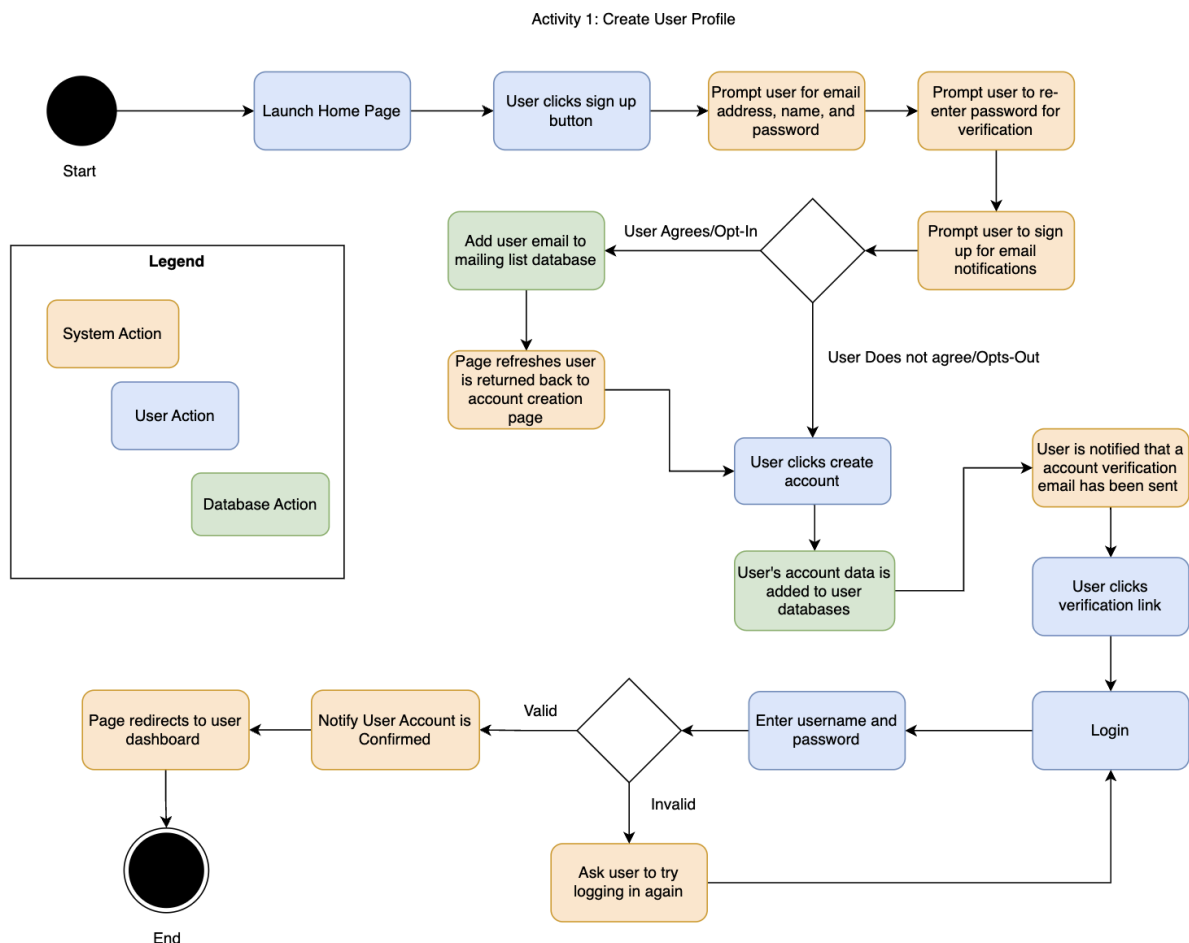 Activity 1: Create User Profile
Start
Launch Home Page
User clicks sign up
button
Prompt user for email
address, name, and
password
Prompt user to re-
enter password for
verification
Prompt user to sign
up for email
notifications
User Agrees/Opt-In
Add user email to
mailing list database
Page refreshes user
is returned back to
account creation
page
User Does not agree/Opts-Out
User clicks create
account
User's account data is
added to user
databases
User is notified that a
account verification
email has been sent
User clicks
verification link
Login
Enter username and
password
Valid
Notify User Account is
Confirmed
Page redirects to user
dashboard
End
Invalid
Ask user to try
logging in again
Legend
System Action
User Action
Database Action